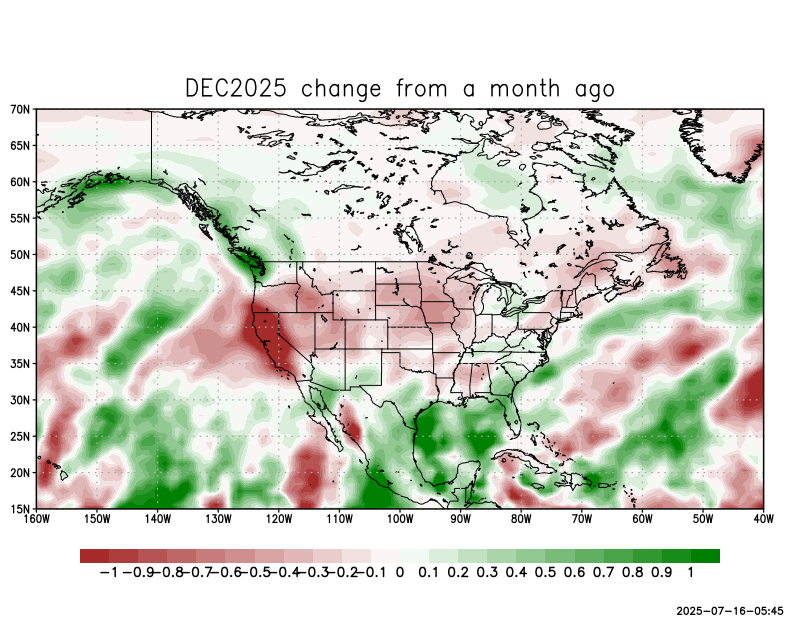 DEC2025 change from a month ago
70N
65N
60N
55N
50N
45N
40N
35N
30N
25N
20N
15N
160W 150W 140W 130W 120W 110W 100W 90W 80W 70W 60W 50W 40W
−1 −0.9 −0.8 −0.7 −0.6 −0.5 −0.4 −0.3 −0.2 −0.1 0 0.1 0.2 0.3 0.4 0.5 0.6 0.7 0.8 0.9 1
2025−07−16−05:45